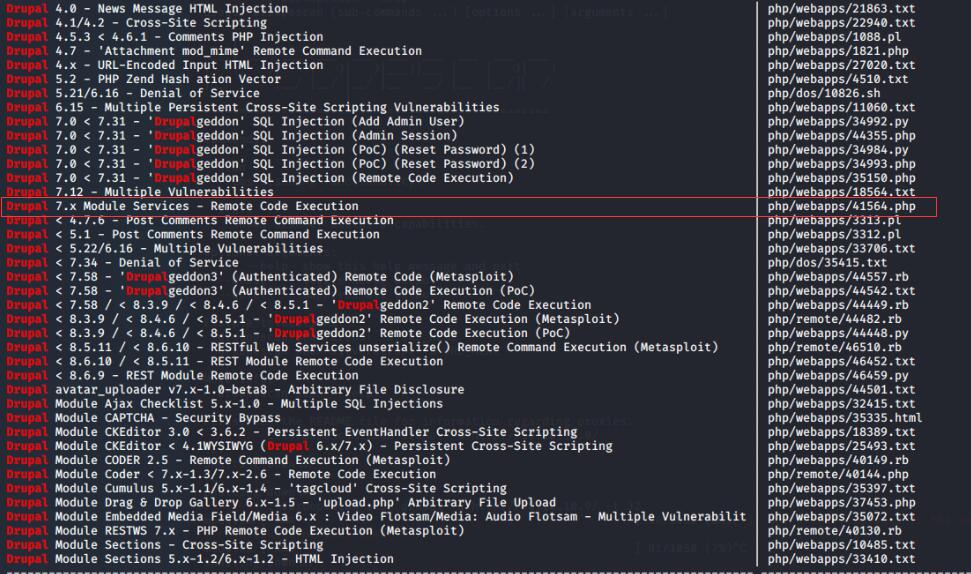 Drupal 4.0 - News Message HTML Injection | php/webapps/21863.txt
Drupal 4.1/4.2 - Cross-Site Scripting | php/webapps/22940.txt
Drupal 4.5.3 < 4.6.1 - Comments PHP Injection | php/webapps/1088.pl
Drupal 4.7 - 'Attachment mod_mime' Remote Command Execution | php/webapps/1821.php
Drupal 4.x - URL-Encoded Input HTML Injection | php/webapps/27020.txt
Drupal 5.2 - PHP Zend Hash ation Vector | php/webapps/4510.txt
Drupal 5.21/6.16 - Denial of Service | php/dos/10826.sh
Drupal 6.15 - Multiple Persistent Cross-Site Scripting Vulnerabilities | php/webapps/11060.txt
Drupal 7.0 < 7.31 - 'Drupalgeddon' SQL Injection (Add Admin User) | php/webapps/34992.py
Drupal 7.0 < 7.31 - 'Drupalgeddon' SQL Injection (Admin Session) | php/webapps/44355.php
Drupal 7.0 < 7.31 - 'Drupalgeddon' SQL Injection (PoC) (Reset Password) (1) | php/webapps/34984.py
Drupal 7.0 < 7.31 - 'Drupalgeddon' SQL Injection (PoC) (Reset Password) (2) | php/webapps/34993.php
Drupal 7.0 < 7.31 - 'Drupalgeddon' SQL Injection (Remote Code Execution) | php/webapps/35150.php
Drupal 7.12 - Multiple Vulnerabilities | php/webapps/18564.txt
Drupal 7.x Module Services - Remote Code Execution | php/webapps/41564.php
Drupal < 4.7.6 - Post Comments Remote Command Execution | php/webapps/3313.pl
Drupal < 5.1 - Post Comments Remote Command Execution | php/webapps/3312.pl
Drupal < 5.22/6.16 - Multiple Vulnerabilities | php/webapps/33706.txt
Drupal < 7.34 - Denial of Service | php/dos/35415.txt
Drupal < 7.58 - 'Drupalgeddon3' (Authenticated) Remote Code (Metasploit) | php/webapps/44557.rb
Drupal < 7.58 - 'Drupalgeddon3' (Authenticated) Remote Code Execution (PoC) | php/webapps/44542.txt
Drupal < 7.58 / < 8.3.9 / < 8.4.6 / < 8.5.1 - 'Drupalgeddon2' Remote Code Execution | php/webapps/44449.rb
Drupal < 8.3.9 / < 8.4.6 / < 8.5.1 - 'Drupalgeddon2' Remote Code Execution (Metasploit) | php/remote/44482.rb
Drupal < 8.3.9 / < 8.4.6 / < 8.5.1 - 'Drupalgeddon2' Remote Code Execution (PoC) | php/webapps/44448.py
Drupal < 8.5.11 / < 8.6.10 - RESTful Web Services unserialize() Remote Command Execution (Metasploit) | php/remote/46510.rb
Drupal < 8.6.10 / < 8.5.11 - REST Module Remote Code Execution | php/webapps/46452.txt
Drupal < 8.6.9 - REST Module Remote Code Execution | php/webapps/46459.py
Drupal avatar_uploader v7.x-1.0-beta8 - Arbitrary File Disclosure | php/webapps/44501.txt
Drupal Module Ajax Checklist 5.x-1.0 - Multiple SQL Injections | php/webapps/32415.txt
Drupal Module CAPTCHA - Security Bypass | php/webapps/35335.html
Drupal Module CKEditor 3.0 < 3.6.2 - Persistent EventHandler Cross-Site Scripting | php/webapps/18389.txt
Drupal Module CKEditor < 4.1WYSIWYG (Drupal 6.x/7.x) - Persistent Cross-Site Scripting | php/webapps/25493.txt
Drupal Module CODER 2.5 - Remote Command Execution (Metasploit) | php/webapps/40149.rb
Drupal Module Coder < 7.x-1.3/7.x-2.6 - Remote Code Execution | php/remote/40144.php
Drupal Module Cumulus 5.x-1.1/6.x-1.4 - 'tagcloud' Cross-Site Scripting | php/webapps/35397.txt
Drupal Module Drag & Drop Gallery 6.x-1.5 - 'upload.php' Arbitrary File Upload | php/webapps/37453.php
Drupal Module Embedded Media Field/Media 6.x : Video Flotsam/Media: Audio Flotsam - Multiple Vulnerabilit | php/webapps/35072.txt
Drupal Module RESTWS 7.x - PHP Remote Code Execution (Metasploit) | php/remote/40130.rb
Drupal Module Sections - Cross-Site Scripting | php/webapps/10485.txt
Drupal Module Sections 5.x-1.2/6.x-1.2 - HTML Injection | php/webapps/33410.txt